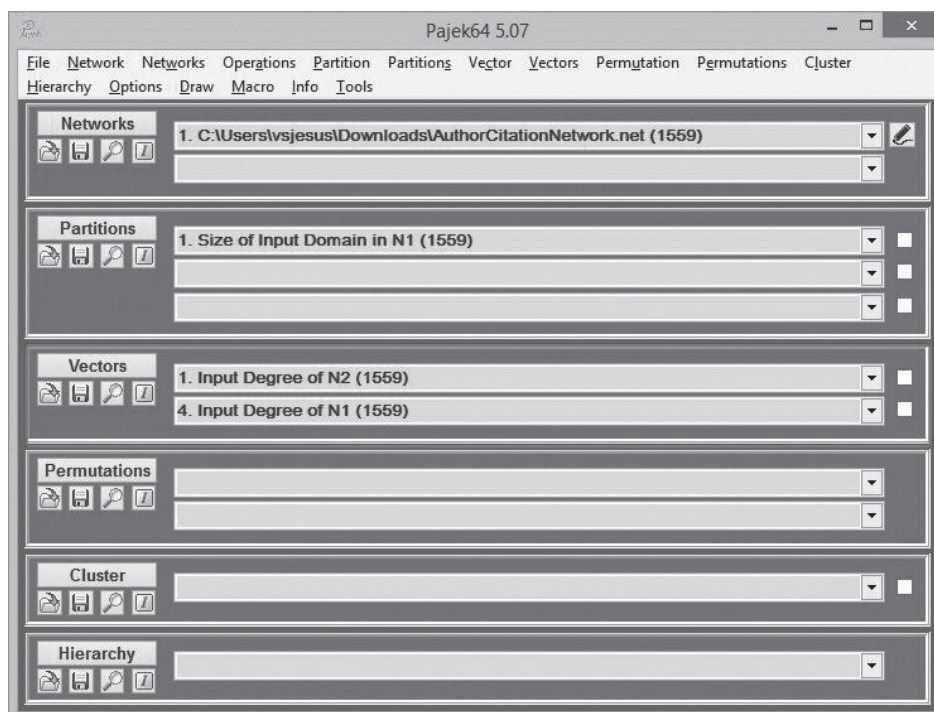 Pajek64 5.07
File Network Networks Operations Partition Partitions Vector Vectors Permutation Permutations Cluster
Hierarchy Options Draw Macro Info Tools
Networks
1. C:\Users\vsjesus\Downloads\AuthorCitationNetwork.net (1559)
Partitions
1. Size of Input Domain in N1 (1559)
Vectors
1. Input Degree of N2 (1559)
4. Input Degree of N1 (1559)
Permutations
Cluster
Hierarchy